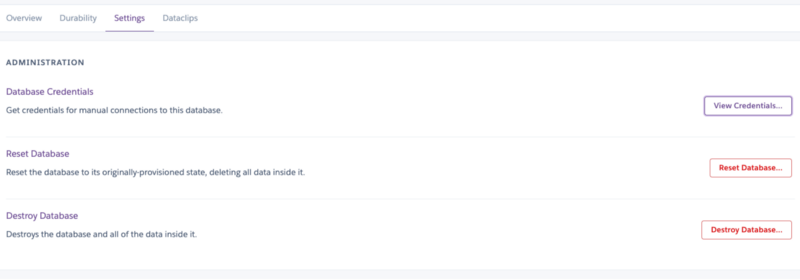 Overview Durability Settings Dataclips
ADMINISTRATION
Database Credentials
Get credentials for manual connections to this database.
View Credentials...
Reset Database
Reset the database to its originally-provisioned state, deleting all data inside it.
Reset Database...
Destroy Database
Destroys the database and all of the data inside it.
Destroy Database...